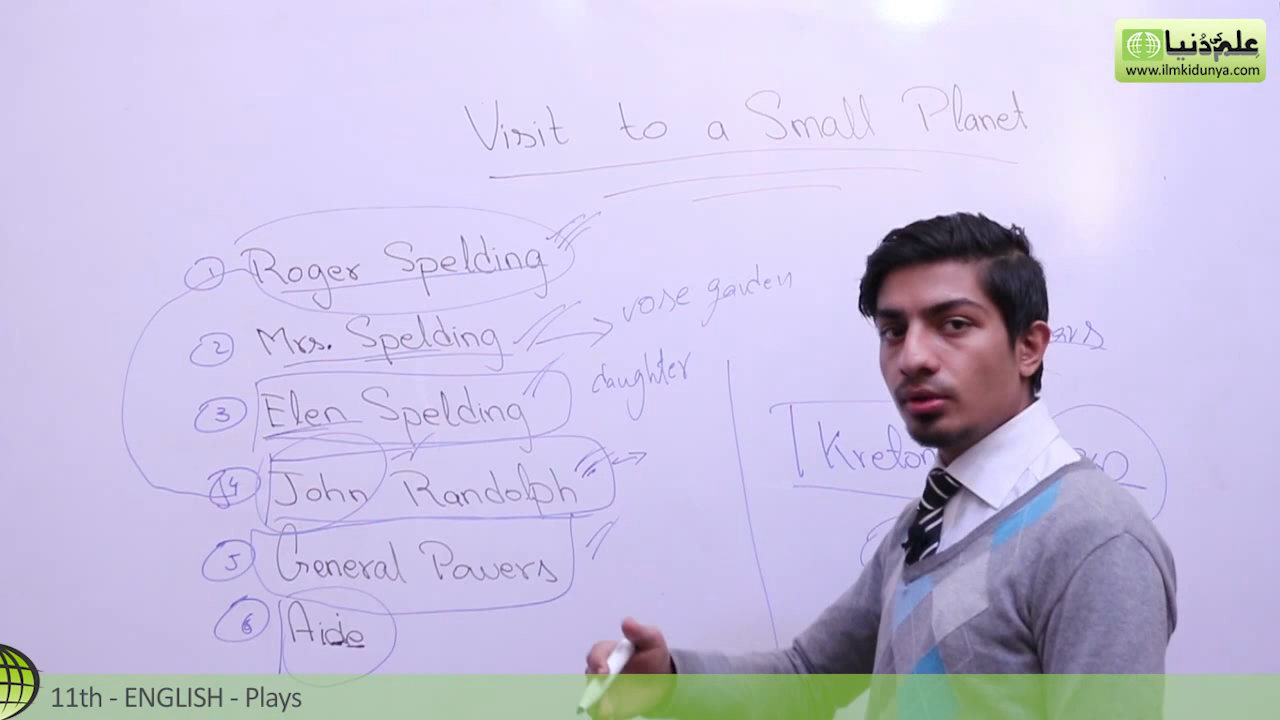 علم کی دُنیا
www.ilmkidunya.com
Visit to a Small Planet
1 Roger Spelding
2 Mrs. Spelding rose garden
3 Elen Spelding daughter
4 John Randolph
5 General Powers
6 Aide
Kreton
11th - ENGLISH - Plays